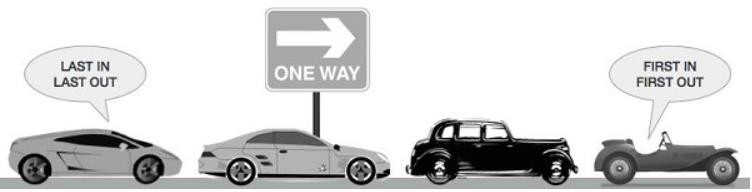 LAST IN
LAST OUT
ONE WAY
FIRST IN
FIRST OUT